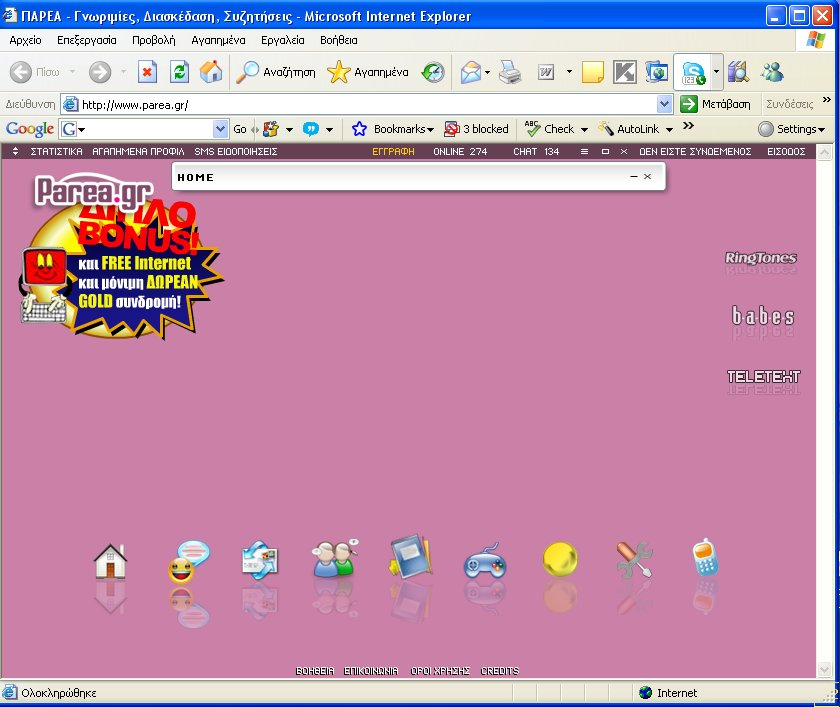 ΠΑΡΕΑ - Γνωριμίες, Διασκέδαση, Συζητήσεις - Microsoft Internet Explorer
Αρχείο Επεξεργασία Προβολή Αγαπημένα Εργαλεία Βοήθεια
Πίσω Αναζήτηση Αγαπημένα
Διεύθυνση http://www.parea.gr/ Μετάβαση Συνδέσεις »
Google G Go Bookmarks 3 blocked ABC Check AutoLink » Settings
ΣΤΑΤΙΣΤΙΚΑ ΑΓΑΠΗΜΕΝΑ ΠΡΟΦΙΛ SMS ΕΙΔΟΠΟΙΗΣΕΙΣ ΕΓΓΡΑΦΗ ONLINE 274 CHAT 134 ΔΕΝ ΕΙΣΤΕ ΣΥΝΔΕΜΕΝΟΣ ΕΙΣΟΔΟΣ
HOME
Parea.gr
ΔΙΠΛΟ
BONUS!
και FREE Internet
και μόνιμη ΔΩΡΕΑΝ
GOLD συνδρομή!
RingTones
babes
TELETEXT
ΒΟΗΘΕΙΑ ΕΠΙΚΟΙΝΩΝΙΑ ΟΡΟΙ ΧΡΗΣΗΣ CREDITS
Ολοκληρώθηκε Internet